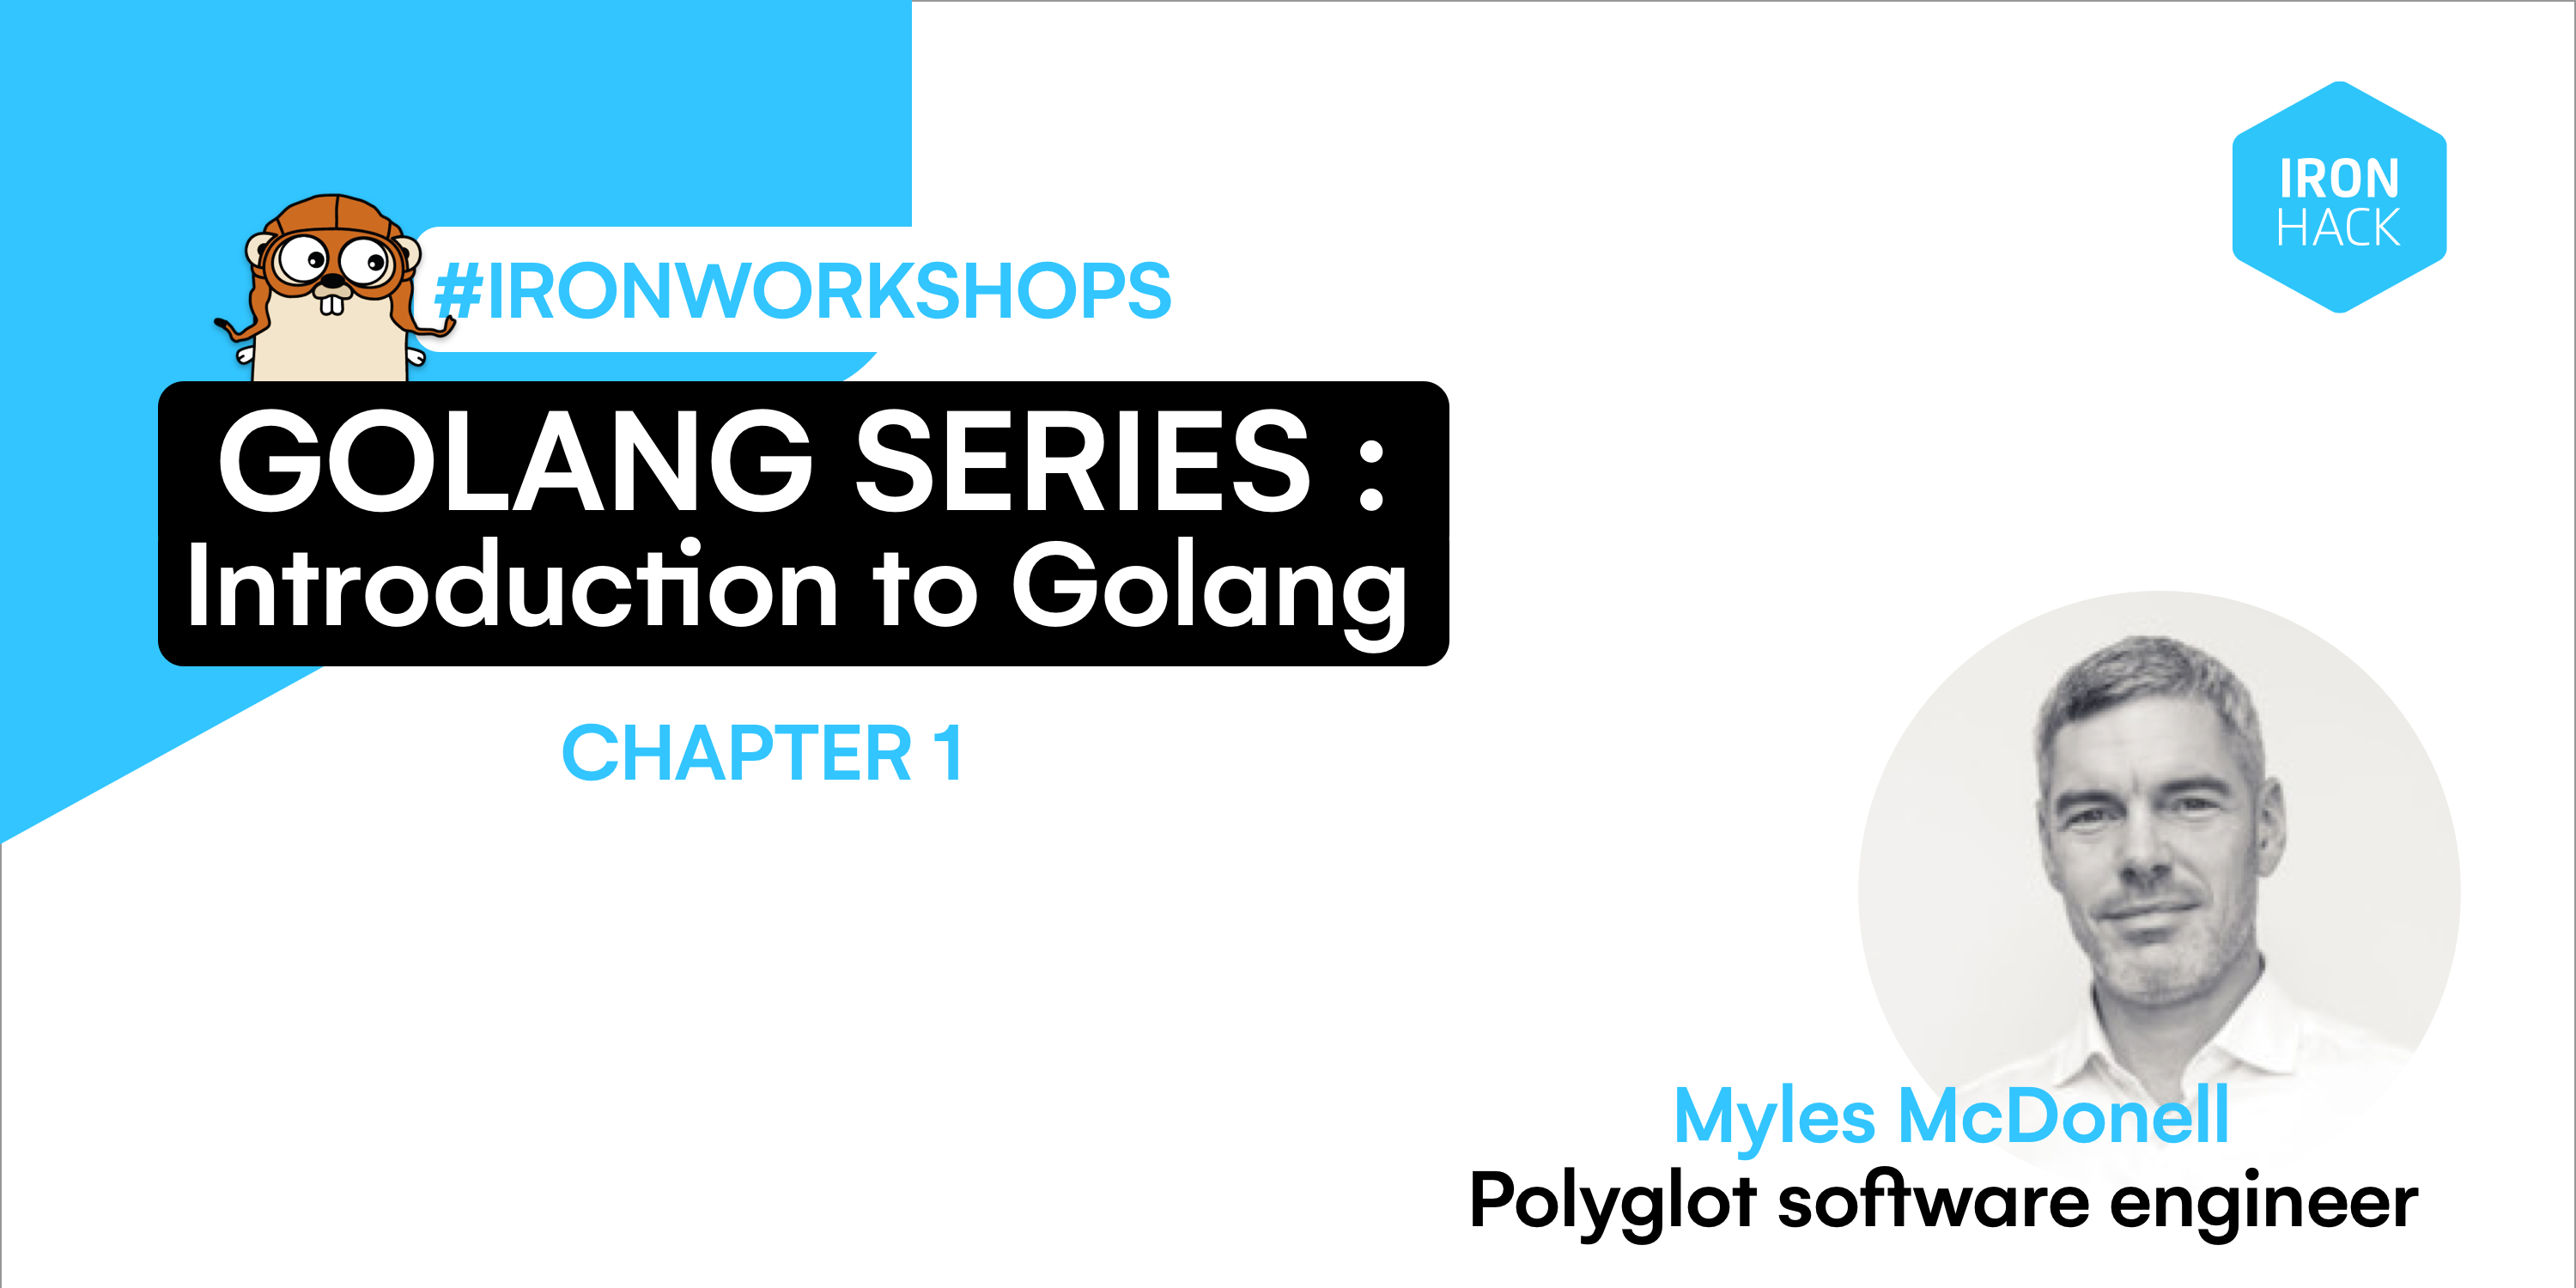 IRON
HACK
#IRONWORKSHOPS
GOLANG SERIES :
Introduction to Golang
CHAPTER 1
Myles McDonell
Polyglot software engineer